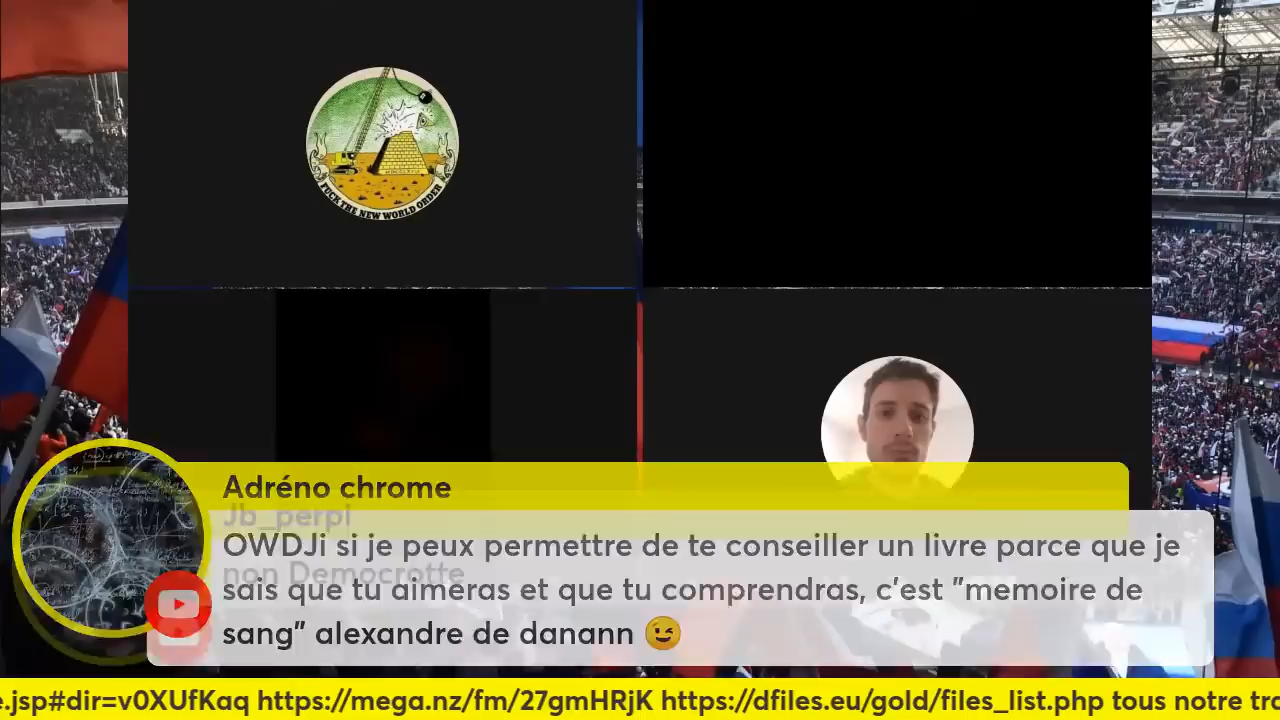 FUCK THE NEW WORLD ORDER
Adréno chrome
Jb_perpi
OWDJi si je peux permettre de te conseiller un livre parce que je
non Democrotte
sais que tu aimeras et que tu comprendras, c'est "memoire de
sang" alexandre de danann 😉
e.jsp#dir=v0XUfKaq https://mega.nz/fm/27gmHRjK https://dfiles.eu/gold/files_list.php tous notre tra